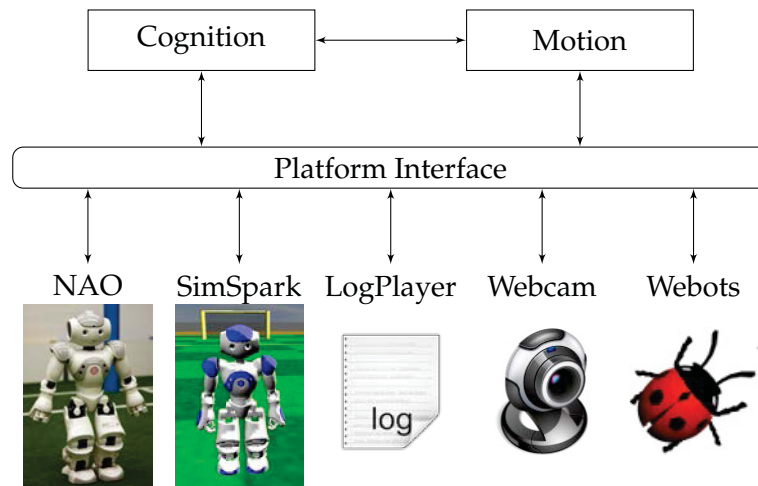 Cognition
Motion
Platform Interface
NAO
SimSpark
LogPlayer
Webcam
Webots
log